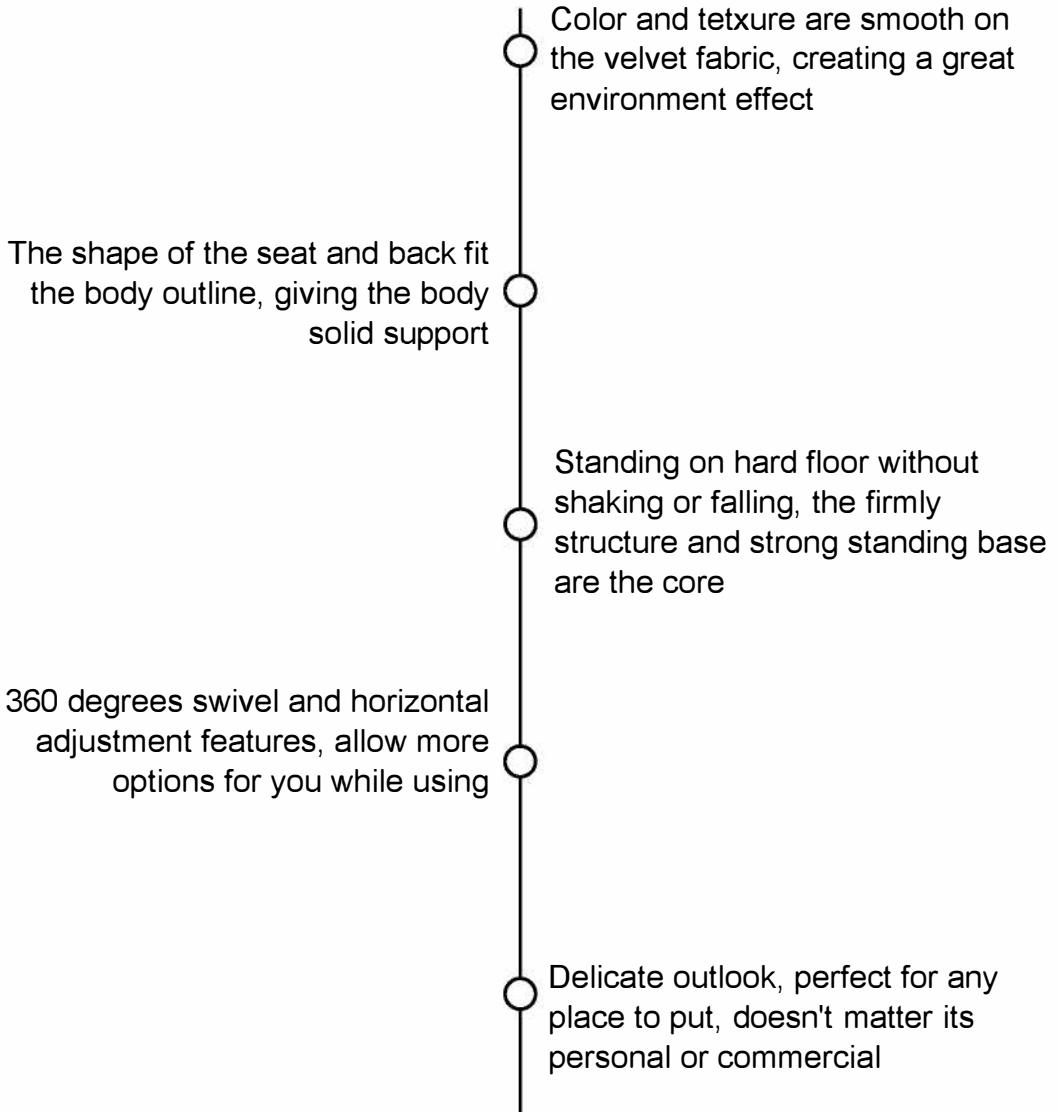 Color and tetxure are smooth on
the velvet fabric, creating a great
environment effect
The shape of the seat and back fit
the body outline, giving the body
solid support
Standing on hard floor without
shaking or falling, the firmly
structure and strong standing base
are the core
360 degrees swivel and horizontal
adjustment features, allow more
options for you while using
Delicate outlook, perfect for any
place to put, doesn't matter its
personal or commercial